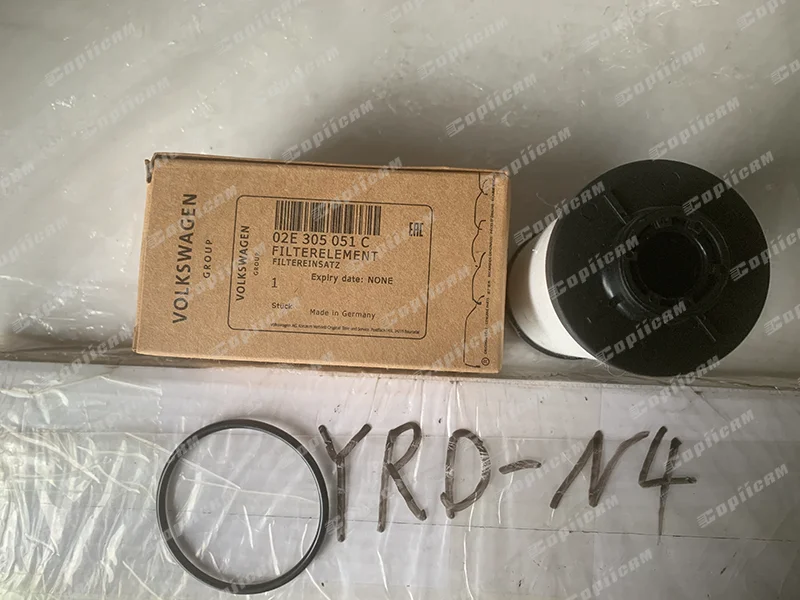 VOLKSWAGEN
GROUP
VOLKSWAGEN
GROUP
02E 305 051 C
FILTERELEMENT
FILTEREINSATZ
Expiry date: NONE
1
Stück
Made in Germany
EAC
YRD-N4
Copiicam